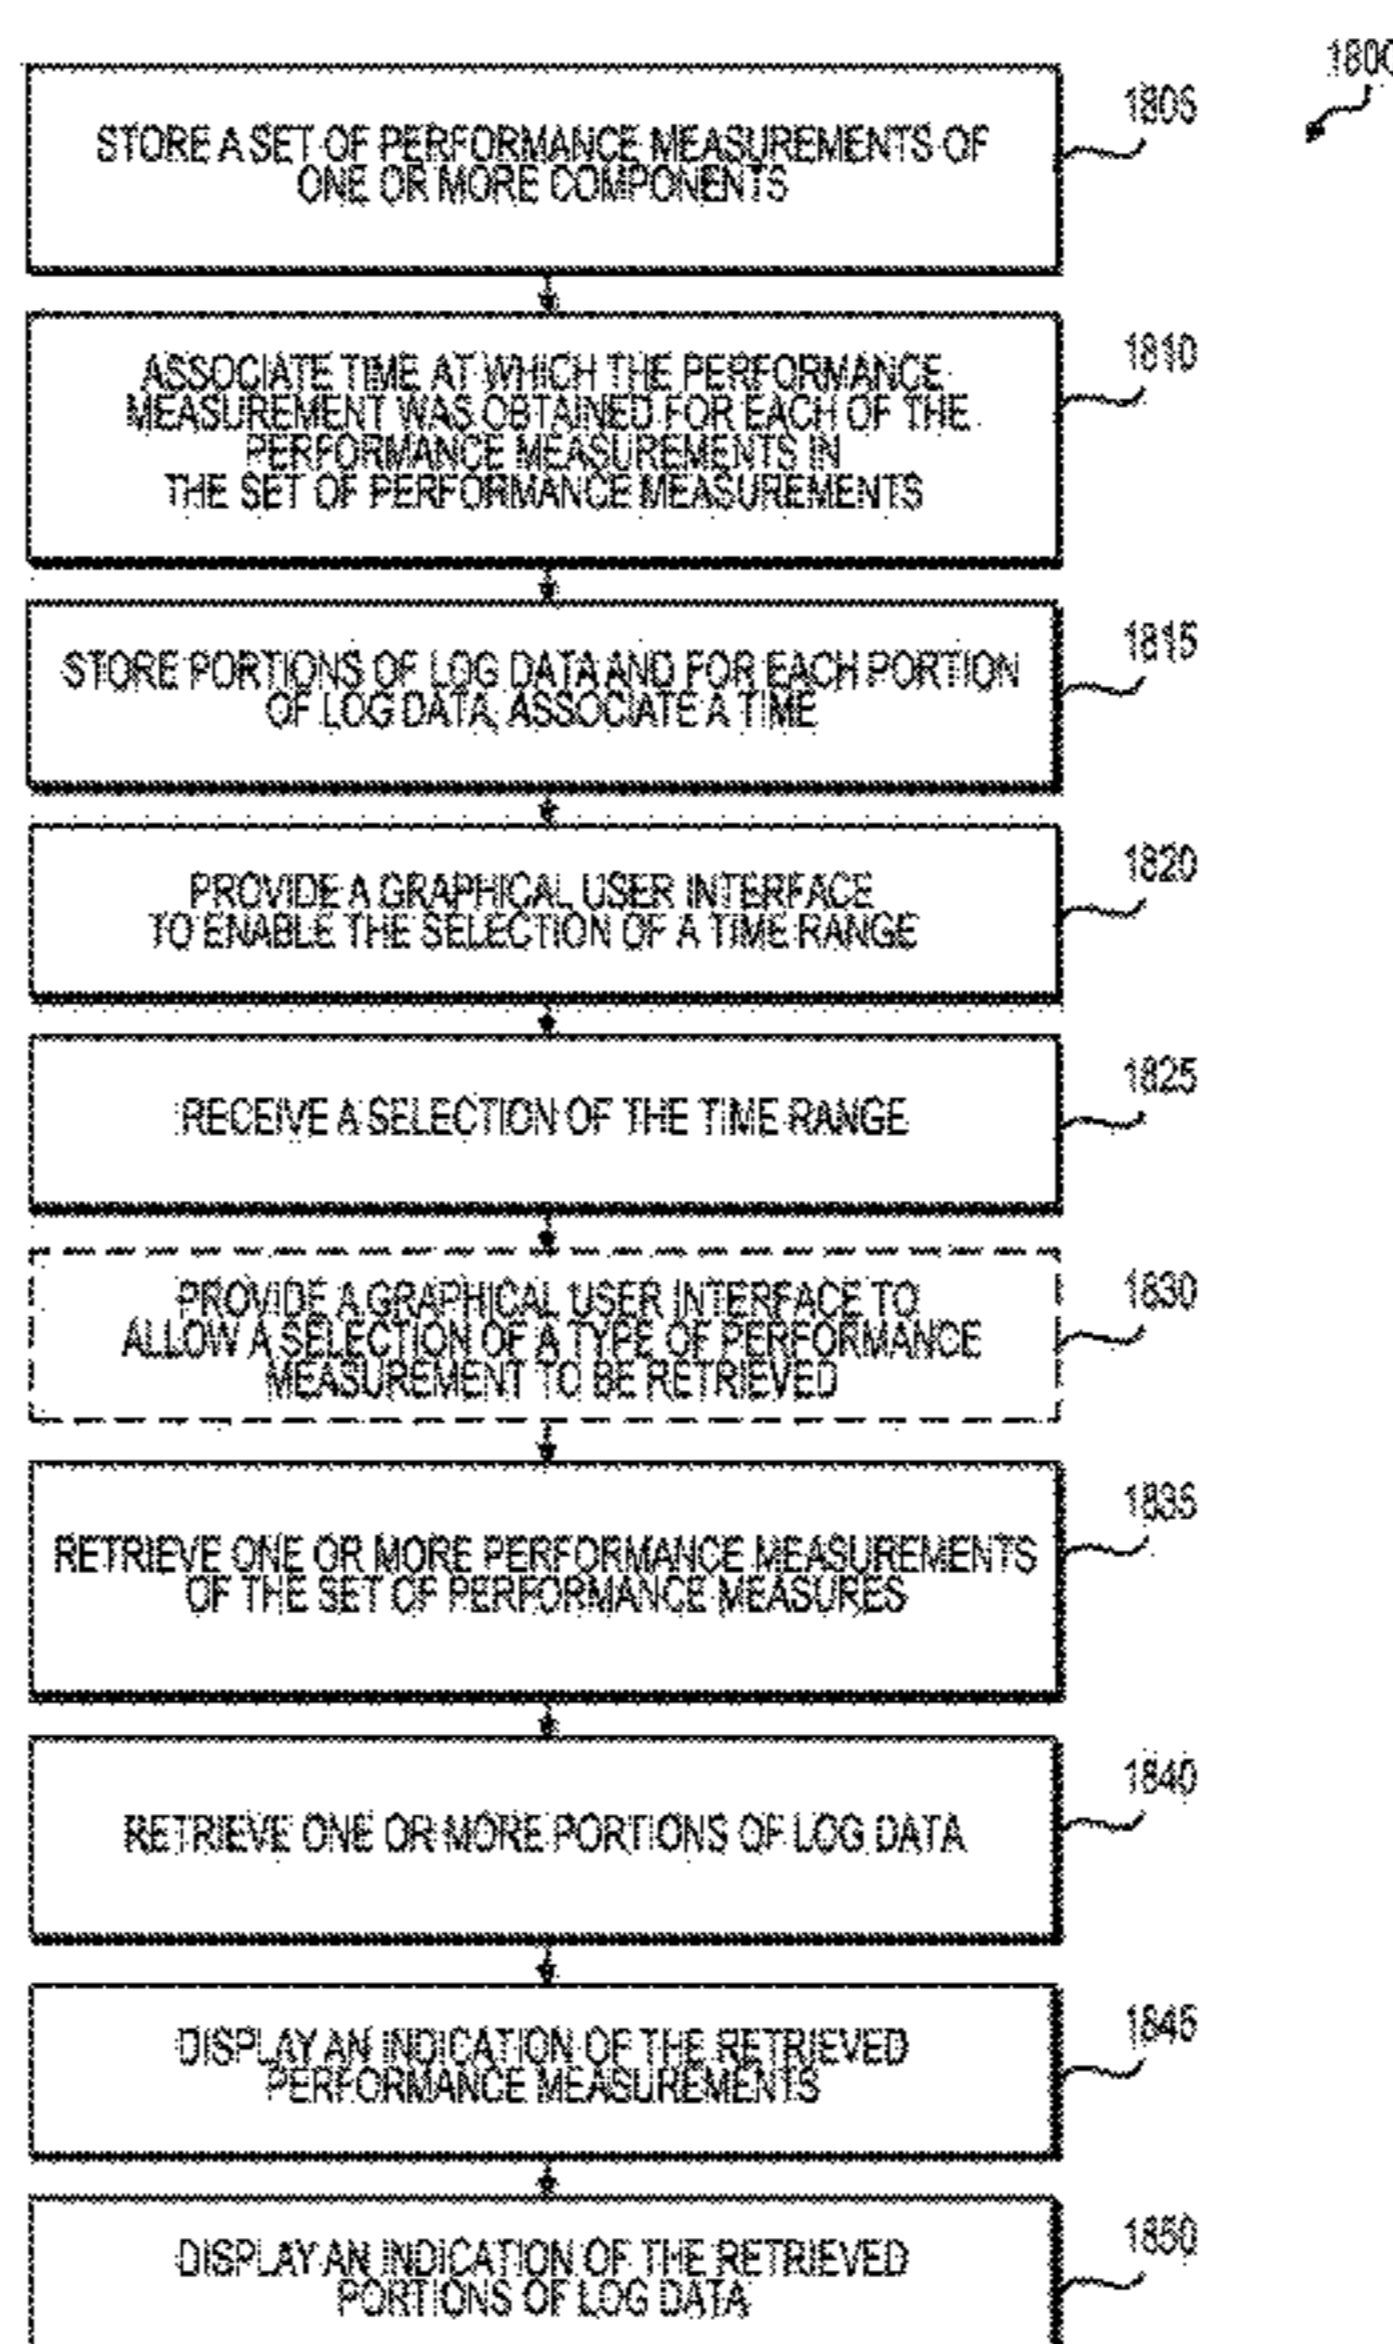 1800
STORE A SET OF PERFORMANCE MEASUREMENTS OF
ONE OR MORE COMPONENTS
1805
ASSOCIATE TIME AT WHICH THE PERFORMANCE
MEASUREMENT WAS OBTAINED FOR EACH OF THE
PERFORMANCE MEASUREMENTS IN
THE SET OF PERFORMANCE MEASUREMENTS
1810
STORE PORTIONS OF LOG DATA AND FOR EACH PORTION
OF LOG DATA, ASSOCIATE A TIME
1815
PROVIDE A GRAPHICAL USER INTERFACE
TO ENABLE THE SELECTION OF A TIME RANGE
1820
RECEIVE A SELECTION OF THE TIME RANGE
1825
PROVIDE A GRAPHICAL USER INTERFACE TO
ALLOW A SELECTION OF A TYPE OF PERFORMANCE
MEASUREMENT TO BE RETRIEVED
1830
RETRIEVE ONE OR MORE PERFORMANCE MEASUREMENTS
OF THE SET OF PERFORMANCE MEASURES
1835
RETRIEVE ONE OR MORE PORTIONS OF LOG DATA
1840
DISPLAY AN INDICATION OF THE RETRIEVED
PERFORMANCE MEASUREMENTS
1845
DISPLAY AN INDICATION OF THE RETRIEVED
PORTIONS OF LOG DATA
1850